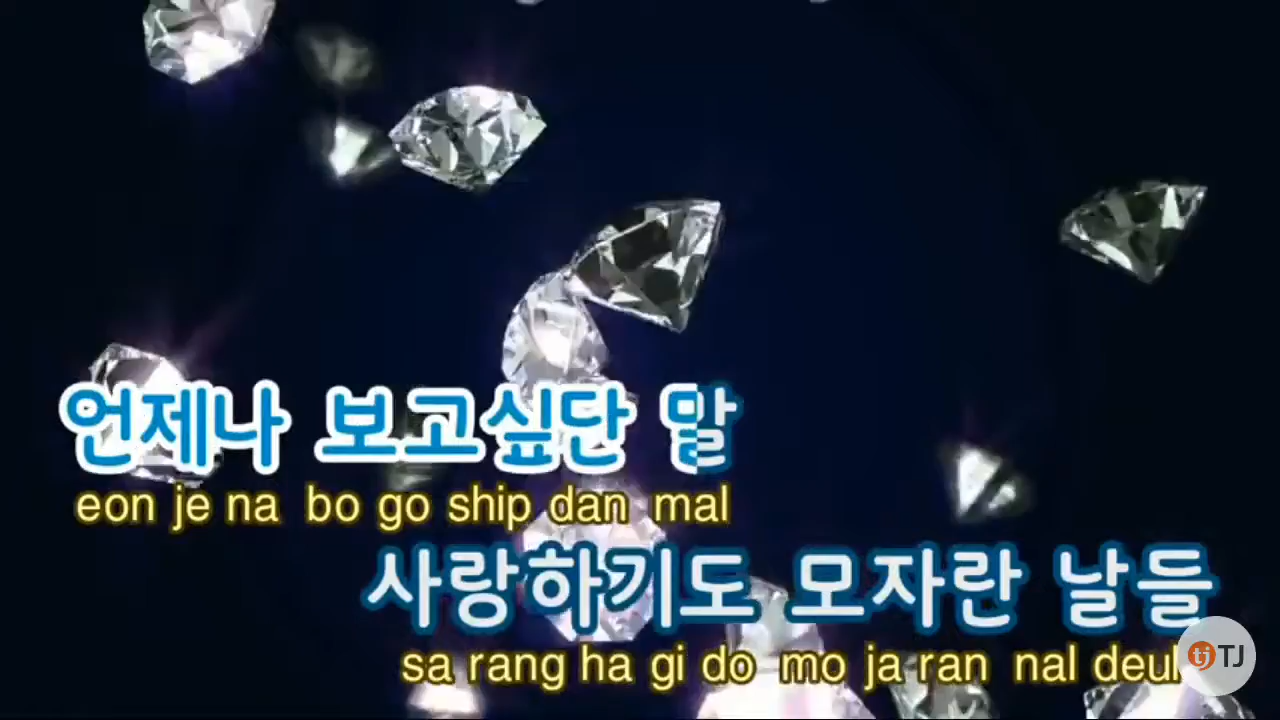 언제나 보고싶단 말
eon je na bo go ship dan mal
사랑하기도 모자란 날들
sa rang ha gi do mo ja ran nal deul
tj TJ